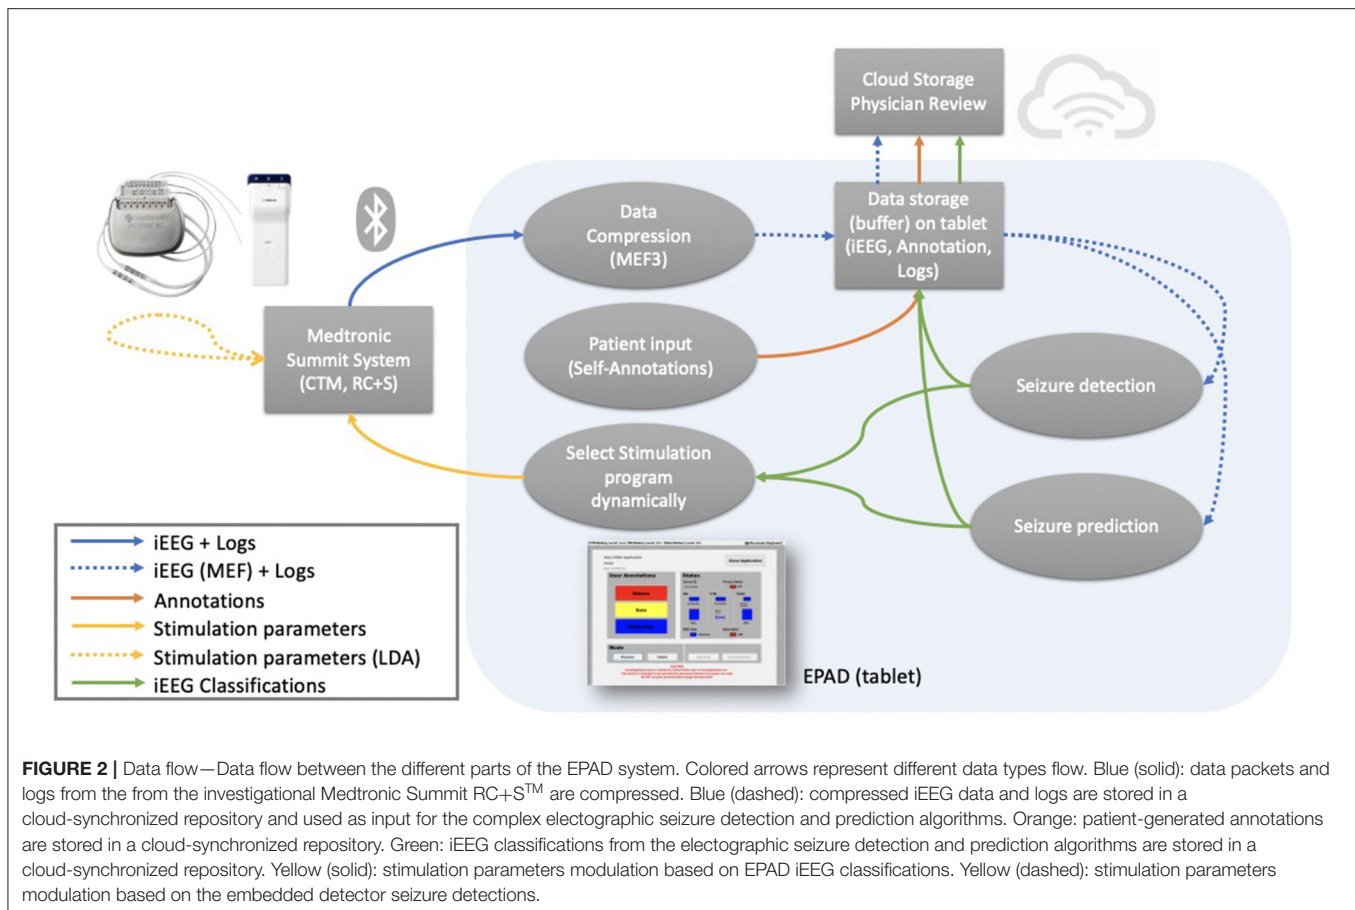 Cloud Storage
Physician Review
Data
Compression
(MEF3)
Data storage
(buffer) on tablet
(iEEG, Annotation,
Logs)
Medtronic
Summit System
(CTM, RC+S)
Patient input
(Self-Annotations)
Seizure detection
Select Stimulation
program
dynamically
Seizure prediction
iEEG + Logs
iEEG (MEF) + Logs
Annotations
Stimulation parameters
Stimulation parameters (LDA)
iEEG Classifications
User Annotations
Status
Mode
EPAD (tablet)
FIGURE 2 | Data flow—Data flow between the different parts of the EPAD system. Colored arrows represent different data types flow. Blue (solid): data packets and
logs from the from the investigational Medtronic Summit RC+S™ are compressed. Blue (dashed): compressed iEEG data and logs are stored in a
cloud-synchronized repository and used as input for the complex electographic seizure detection and prediction algorithms. Orange: patient-generated annotations
are stored in a cloud-synchronized repository. Green: iEEG classifications from the electographic seizure detection and prediction algorithms are stored in a
cloud-synchronized repository. Yellow (solid): stimulation parameters modulation based on EPAD iEEG classifications. Yellow (dashed): stimulation parameters
modulation based on the embedded detector seizure detections.